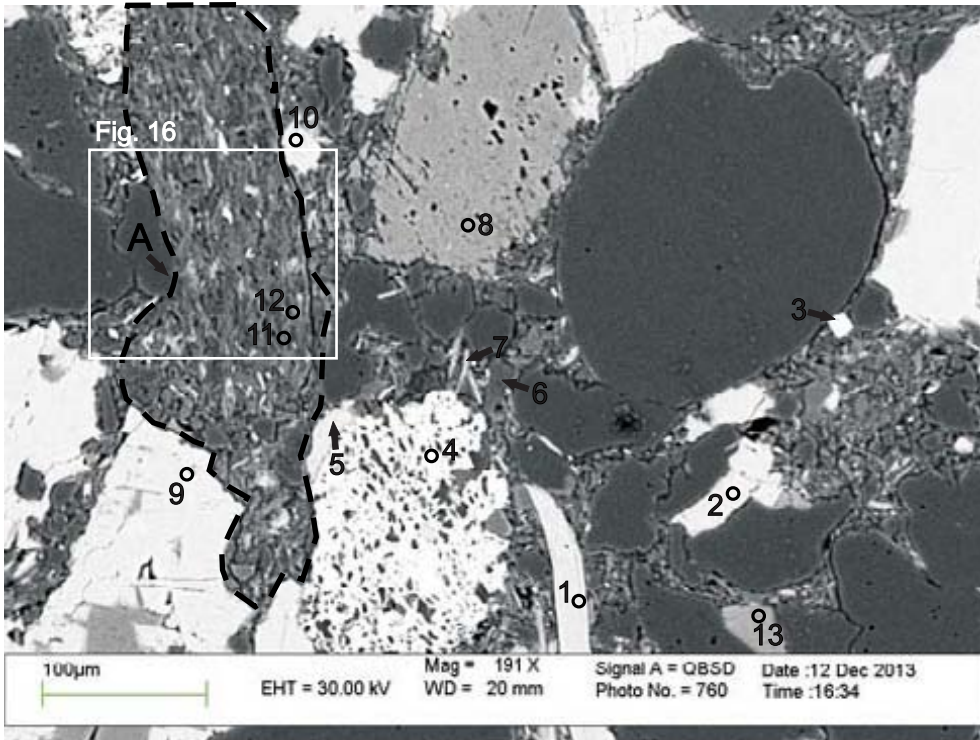 10
Fig. 16
8
A
12
3
11
7
6
4
5
9
2
1
13
100µm
Mag = 191 X
Signal A = QBSD
Date :12 Dec 2013
EHT = 30.00 kV
WD = 20 mm
Photo No. = 760
Time :16:34